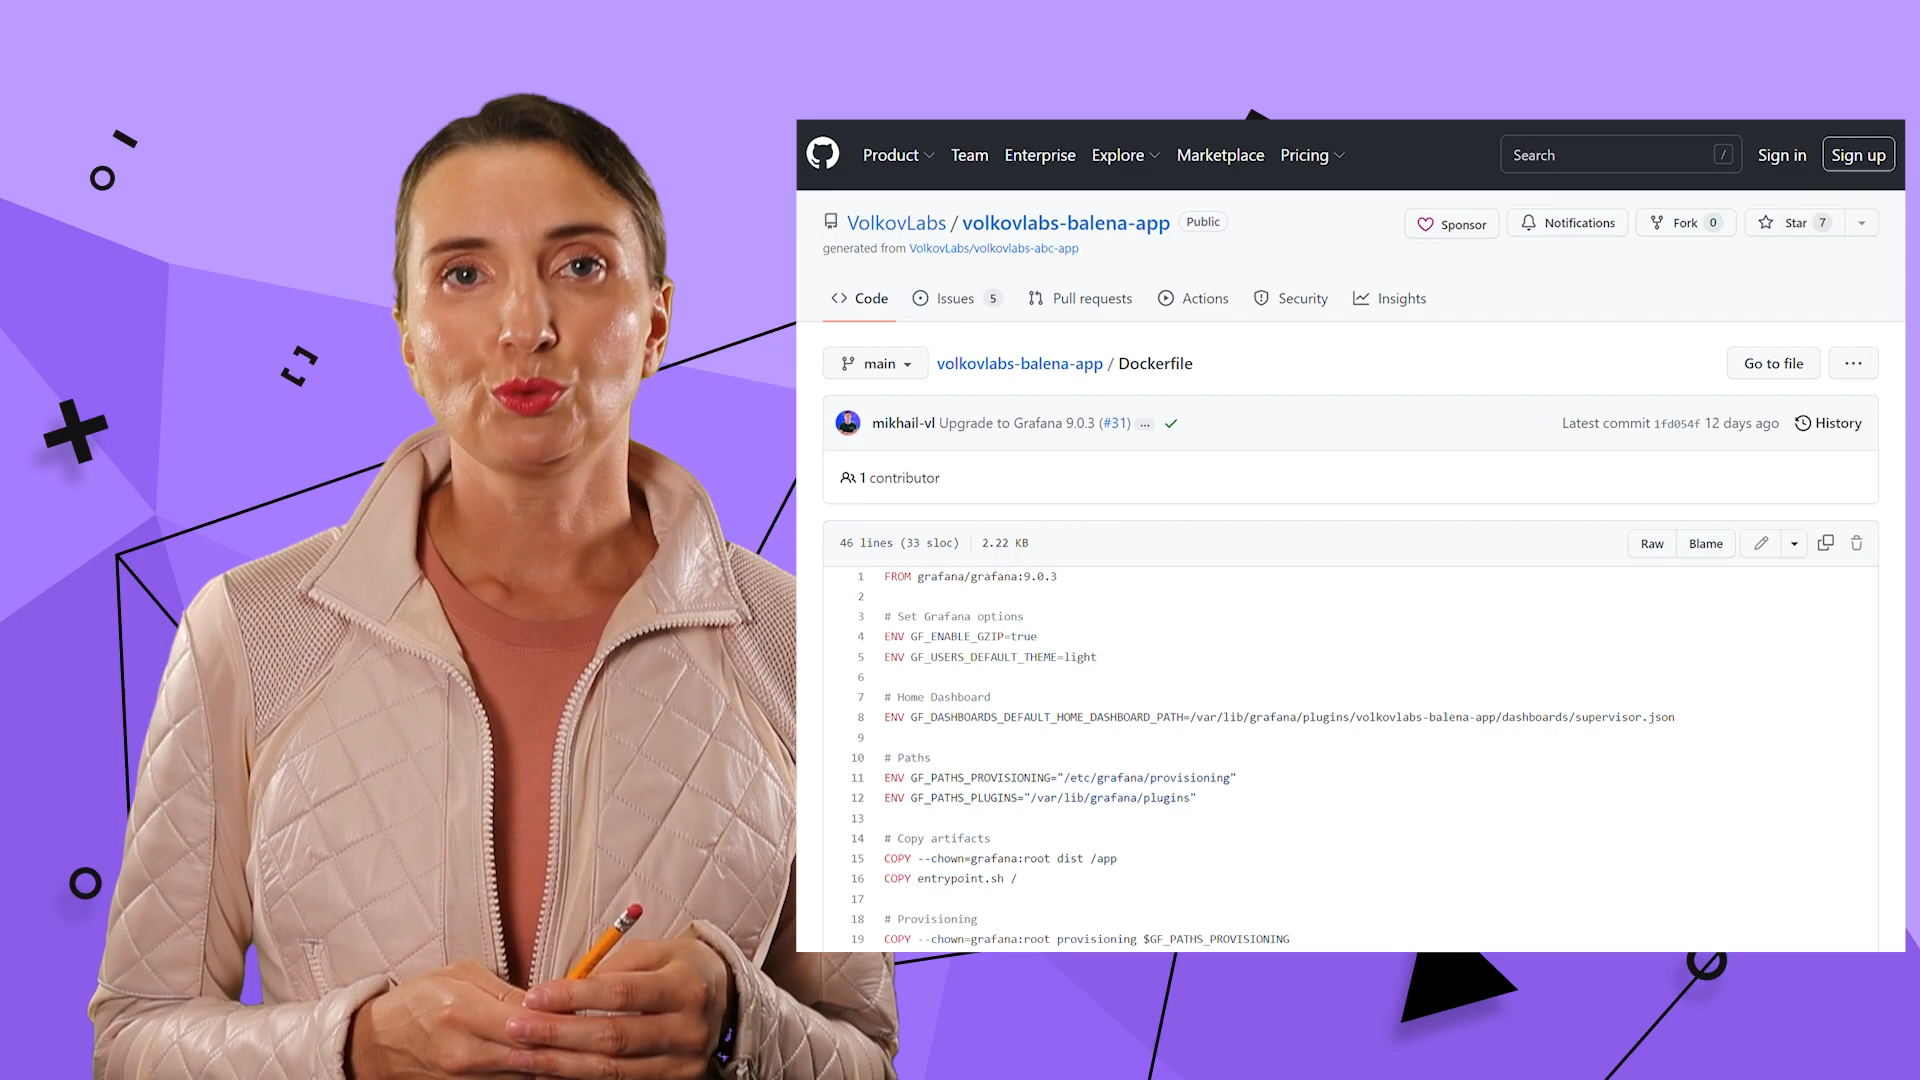 Product Team Enterprise Explore Marketplace Pricing Search / Sign in Sign up
VolkovLabs / volkovlabs-balena-app Public Sponsor Notifications Fork 0 Star 7
generated from VolkovLabs/volkovlabs-abc-app
Code Issues 5 Pull requests Actions Security Insights
main volkovlabs-balena-app / Dockerfile Go to file ...
mikhail-vl Upgrade to Grafana 9.0.3 (#31) ... Latest commit 1fd054f 12 days ago History
1 contributor
46 lines (33 sloc) 2.22 KB Raw Blame
1 FROM grafana/grafana:9.0.3
2
3 # Set Grafana options
4 ENV GF_ENABLE_GZIP=true
5 ENV GF_USERS_DEFAULT_THEME=light
6
7 # Home Dashboard
8 ENV GF_DASHBOARDS_DEFAULT_HOME_DASHBOARD_PATH=/var/lib/grafana/plugins/volkovlabs-balena-app/dashboards/supervisor.json
9
10 # Paths
11 ENV GF_PATHS_PROVISIONING="/etc/grafana/provisioning"
12 ENV GF_PATHS_PLUGINS="/var/lib/grafana/plugins"
13
14 # Copy artifacts
15 COPY --chown=grafana:root dist /app
16 COPY entrypoint.sh /
17
18 # Provisioning
19 COPY --chown=grafana:root provisioning $GF_PATHS_PROVISIONING